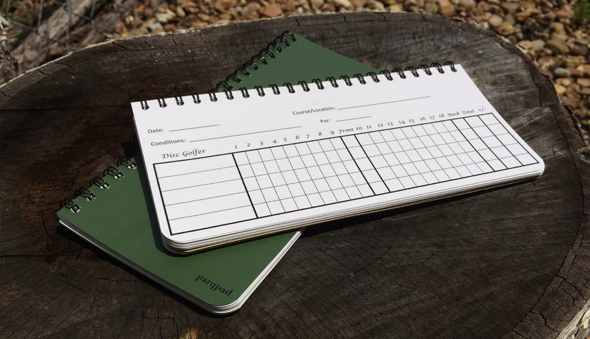 Course/Location:
Date:
Par:
Conditions:
Disc Golfer 1 2 3 4 5 6 7 8 9 Front 10 11 12 13 14 15 16 17 18 Back Total +/-